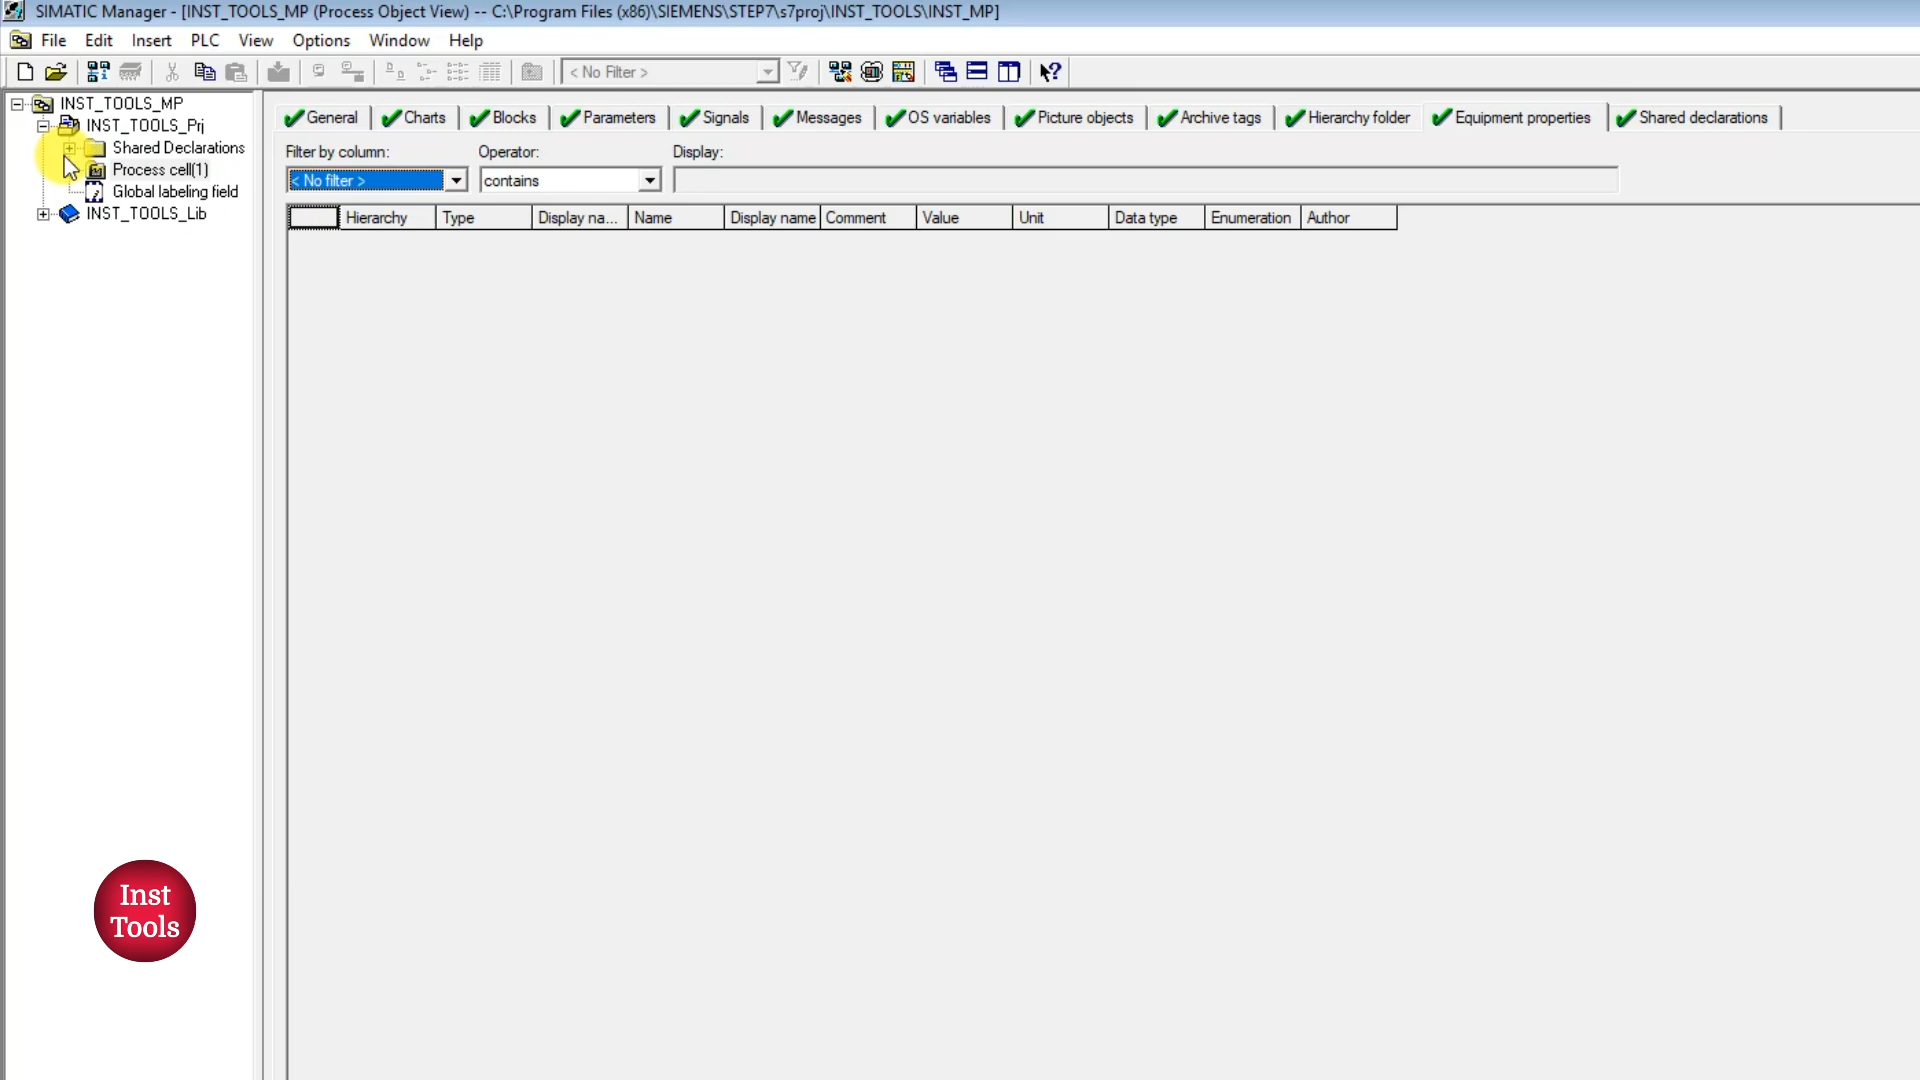 SIMATIC Manager - [INST_TOOLS_MP (Process Object View) -- C:\Program Files (x86)\SIEMENS\STEP7\s7proj\INST_TOOLS\INST_MP]
File Edit Insert PLC View Options Window Help
< No Filter >
INST_TOOLS_MP
INST_TOOLS_Prj
Shared Declarations
Process cell(1)
Global labeling field
INST_TOOLS_Lib
General Charts Blocks Parameters Signals Messages OS variables Picture objects Archive tags Hierarchy folder Equipment properties Shared declarations
Filter by column: Operator: Display:
< No filter > contains
Hierarchy Type Display na... Name Display name Comment Value Unit Data type Enumeration Author
Inst
Tools